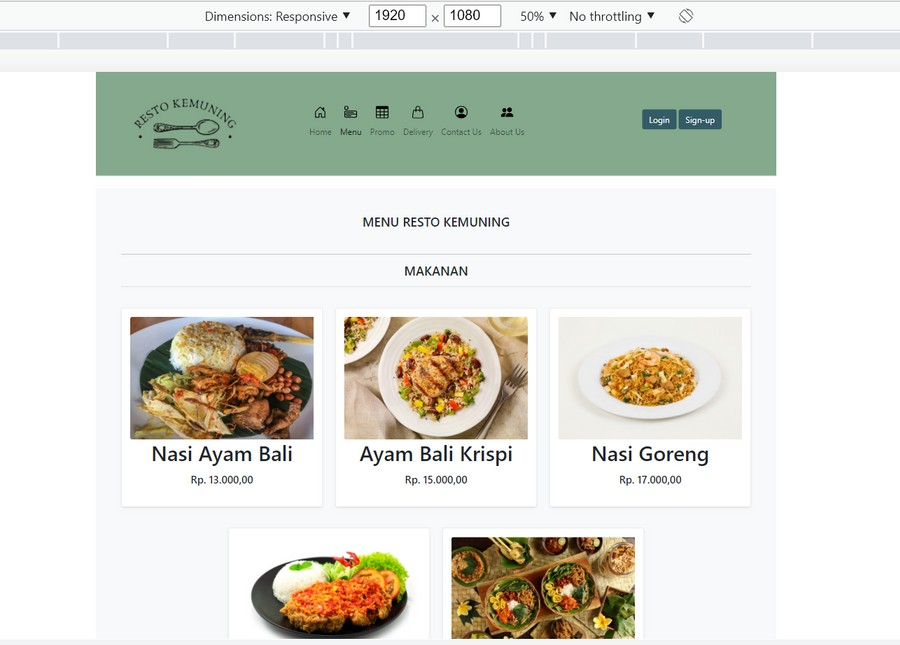 Dimensions: Responsive ▼ 1920 × 1080 50% ▼ No throttling ▼
RESTO KEMUNING
Home Menu Promo Delivery Contact Us About Us
Login Sign-up
MENU RESTO KEMUNING
MAKANAN
Nasi Ayam Bali Ayam Bali Krispi Nasi Goreng
Rp. 13.000,00 Rp. 15.000,00 Rp. 17.000,00